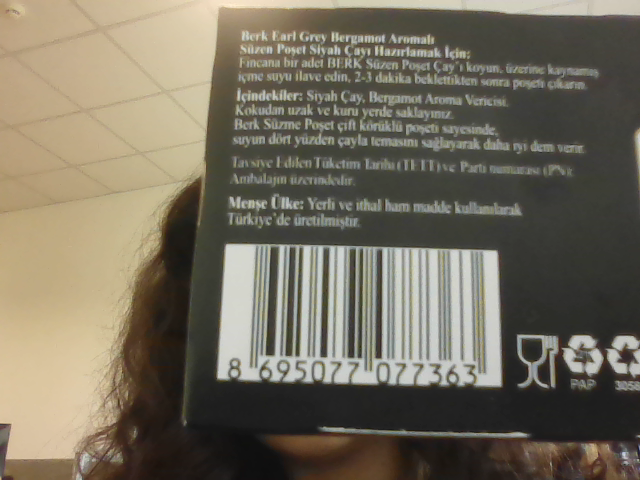 Berk Earl Grey Bergamot Aromalı
Süzen Poşet Siyah Çayı Hazırlamak İçin;
Fincana bir adet BERK Süzen Poşet Çay'ı koyun, üzerine kaynamış
içme suyu ilave edin, 2-3 dakika beklettikten sonra poşeti çıkarın.
İçindekiler: Siyah Çay, Bergamot Aroma Vericisi.
Kokudan uzak ve kuru yerde saklayınız.
Berk Süzme Poşet çift körüklü poşeti sayesinde,
suyun dört yüzden çayla temasını sağlayarak daha iyi dem verir.
Tavsiye Edilen Tüketim Tarihi (TETT) ve Parti numarası (PN):
Ambalajın üzerindedir.
Menşe Ülke: Yerli ve ithal ham madde kullanılarak
Türkiye'de üretilmiştir.
8 695077 077363
PAP